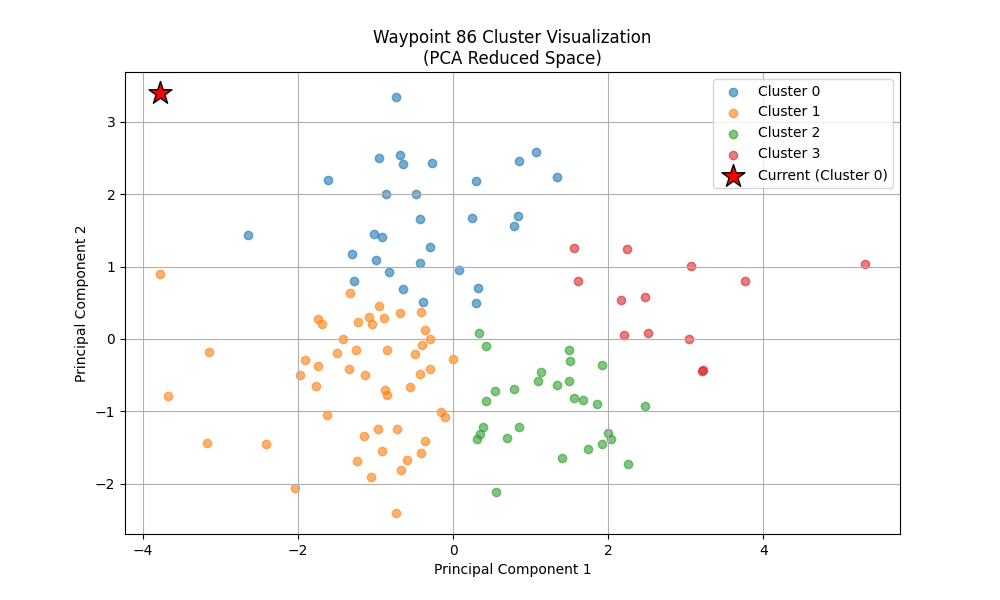 Waypoint 86 Cluster Visualization
(PCA Reduced Space)
Cluster 0
Cluster 1
Cluster 2
Cluster 3
Current (Cluster 0)
Principal Component 2
3
2
1
0
−1
−2
−4
−2
0
2
4
Principal Component 1